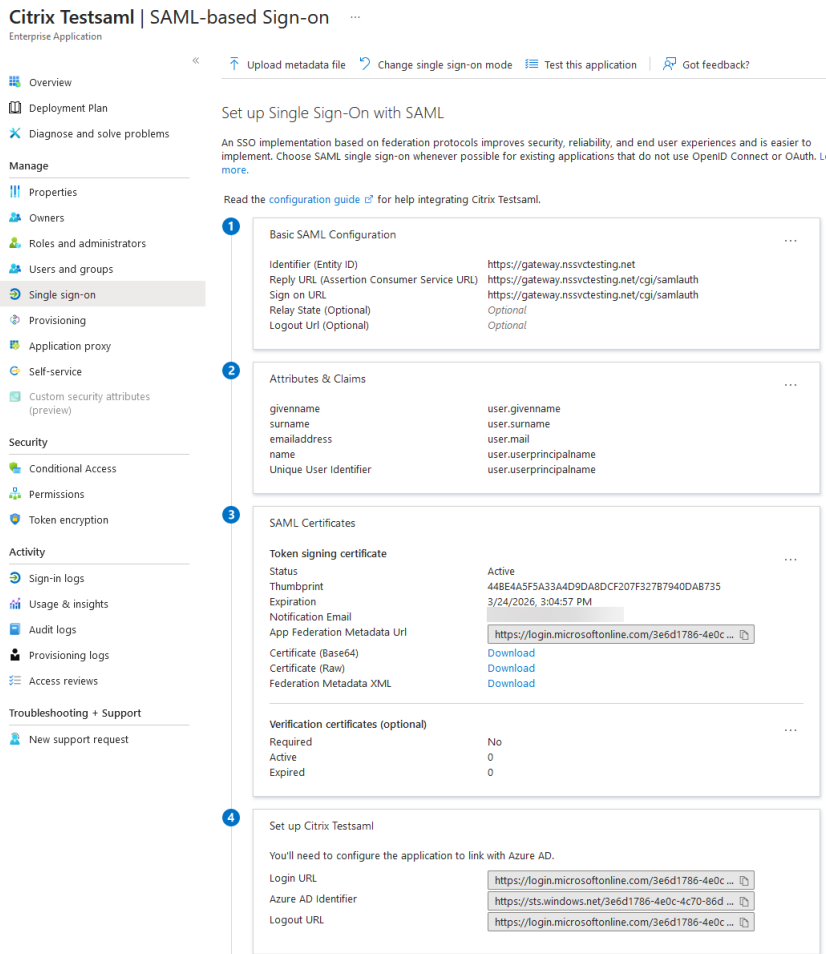 Citrix Testsaml | SAML-based Sign-on ...
Enterprise Application
«
Overview
Deployment Plan
Diagnose and solve problems
Manage
Properties
Owners
Roles and administrators
Users and groups
Single sign-on
Provisioning
Application proxy
Self-service
Custom security attributes
(preview)
Security
Conditional Access
Permissions
Token encryption
Activity
Sign-in logs
Usage & insights
Audit logs
Provisioning logs
Access reviews
Troubleshooting + Support
New support request
Upload metadata file Change single sign-on mode Test this application Got feedback?
Set up Single Sign-On with SAML
An SSO implementation based on federation protocols improves security, reliability, and end user experiences and is easier to
implement. Choose SAML single sign-on whenever possible for existing applications that do not use OpenID Connect or OAuth. Le
more.
Read the configuration guide for help integrating Citrix Testsaml.
1
Basic SAML Configuration ...
Identifier (Entity ID) https://gateway.nssvctesting.net
Reply URL (Assertion Consumer Service URL) https://gateway.nssvctesting.net/cgi/samlauth
Sign on URL https://gateway.nssvctesting.net/cgi/samlauth
Relay State (Optional) Optional
Logout Url (Optional) Optional
2
Attributes & Claims ...
givenname user.givenname
surname user.surname
emailaddress user.mail
name user.userprincipalname
Unique User Identifier user.userprincipalname
3
SAML Certificates
Token signing certificate ...
Status Active
Thumbprint 44BE4A5F5A33A4D9DA8DCF207F327B7940DAB735
Expiration 3/24/2026, 3:04:57 PM
Notification Email
App Federation Metadata Url https://login.microsoftonline.com/3e6d1786-4e0c ...
Certificate (Base64) Download
Certificate (Raw) Download
Federation Metadata XML Download
Verification certificates (optional) ...
Required No
Active 0
Expired 0
4
Set up Citrix Testsaml
You'll need to configure the application to link with Azure AD.
Login URL https://login.microsoftonline.com/3e6d1786-4e0c ...
Azure AD Identifier https://sts.windows.net/3e6d1786-4e0c-4c70-86d ...
Logout URL https://login.microsoftonline.com/3e6d1786-4e0c ...